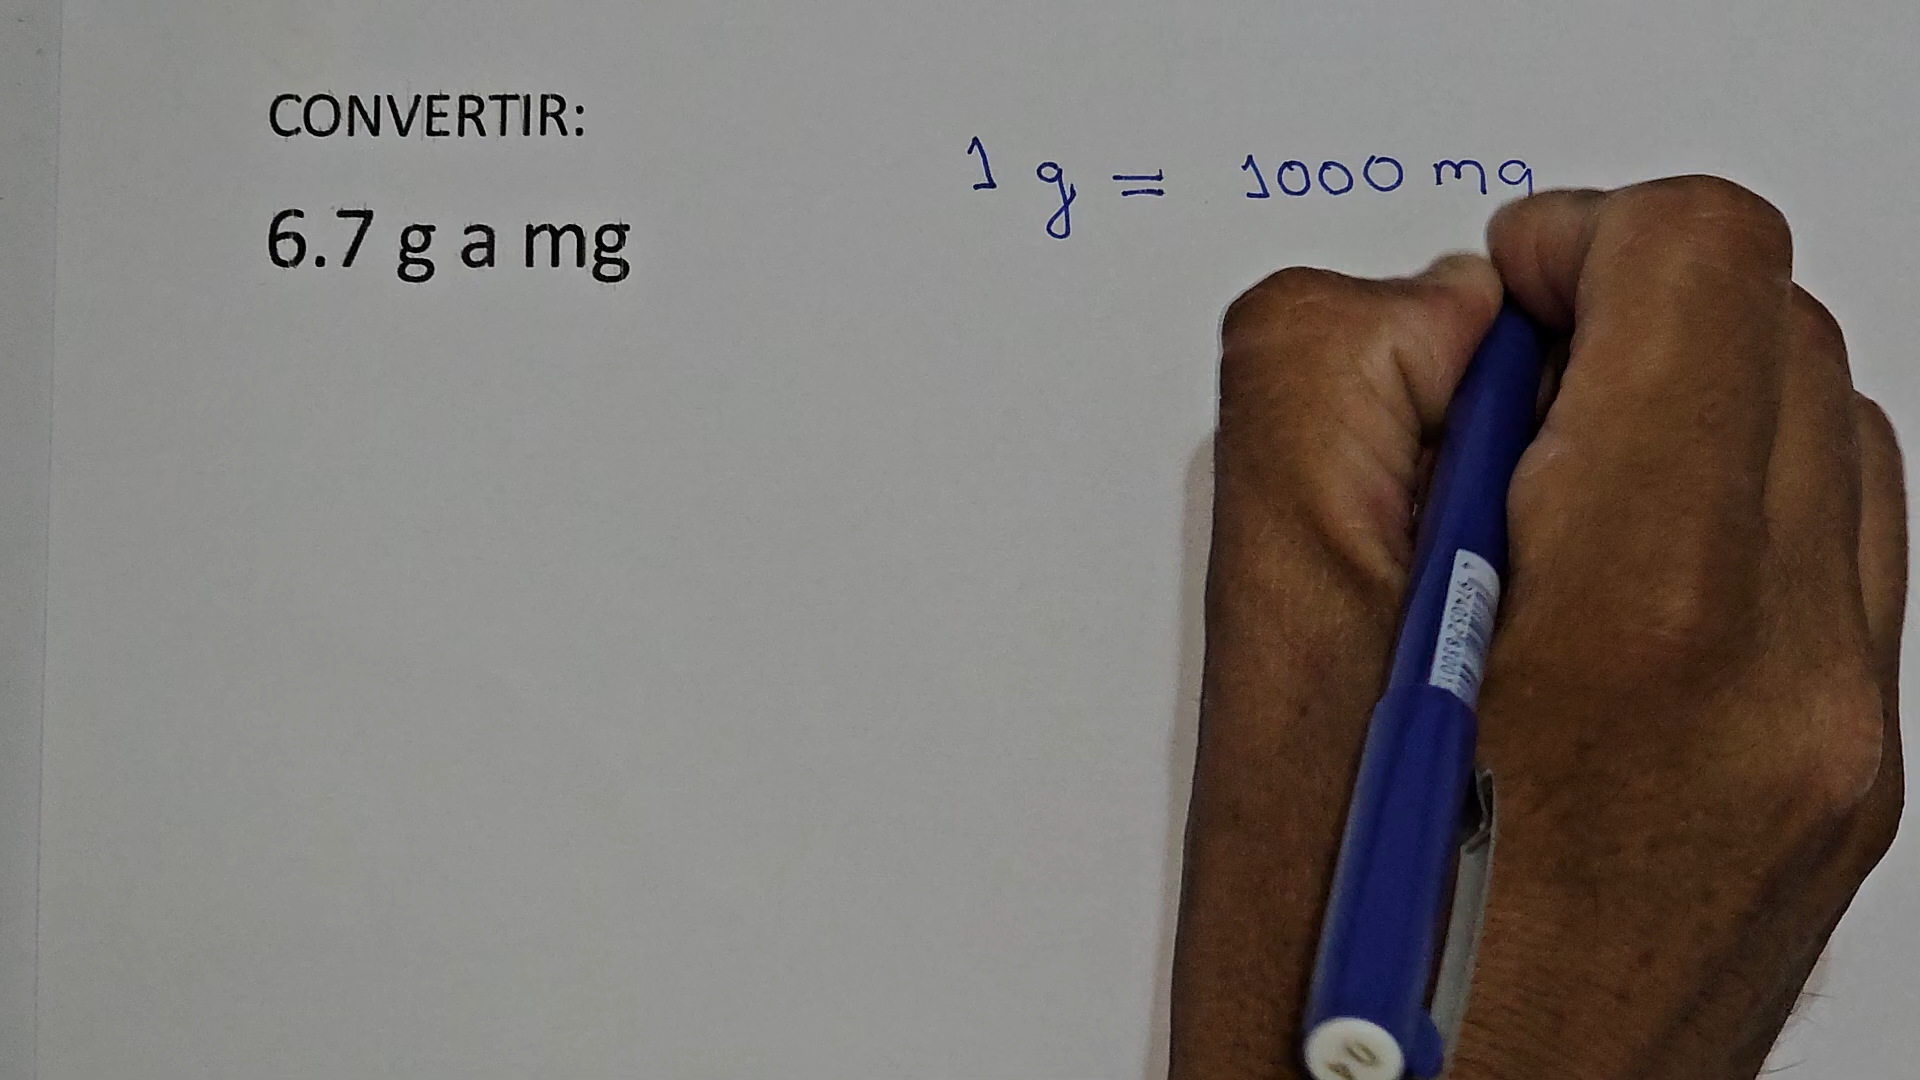 CONVERTIR:
6.7 g a mg
1 g = 1000 mg